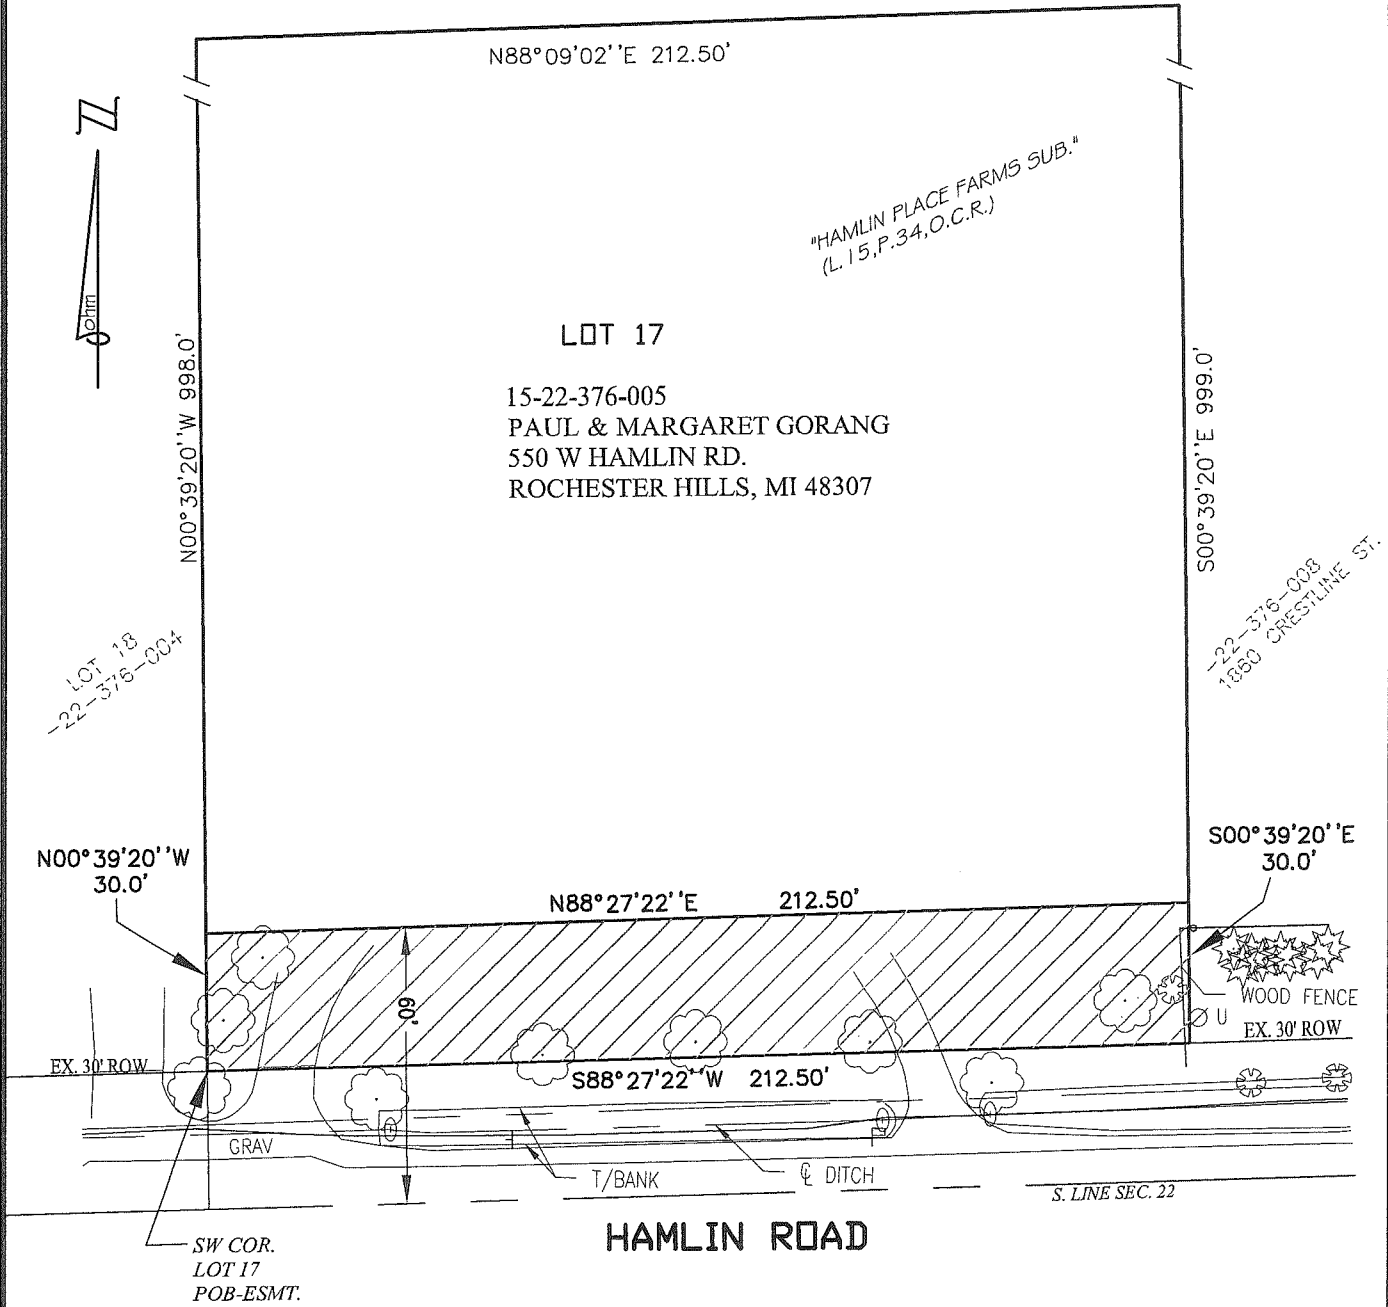 N88°09'02''E 212.50'
Z
ohm
"HAMLIN PLACE FARMS SUB."
(L.15,P.34,O.C.R.)
LOT 17
15-22-376-005
PAUL & MARGARET GORANG
550 W HAMLIN RD.
ROCHESTER HILLS, MI 48307
N00°39'20''W 998.0'
S00°39'20''E 999.0'
LOT 18
-22-376-004
-22-376-008
1860 CRESTLINE ST.
N00°39'20''W
30.0'
S00°39'20''E
30.0'
N88°27'22''E 212.50'
60'
WOOD FENCE
U
EX. 30' ROW
EX. 30' ROW
S88°27'22''W 212.50'
GRAV
T/BANK
℄ DITCH
S. LINE SEC. 22
HAMLIN ROAD
SW COR.
LOT 17
POB-ESMT.